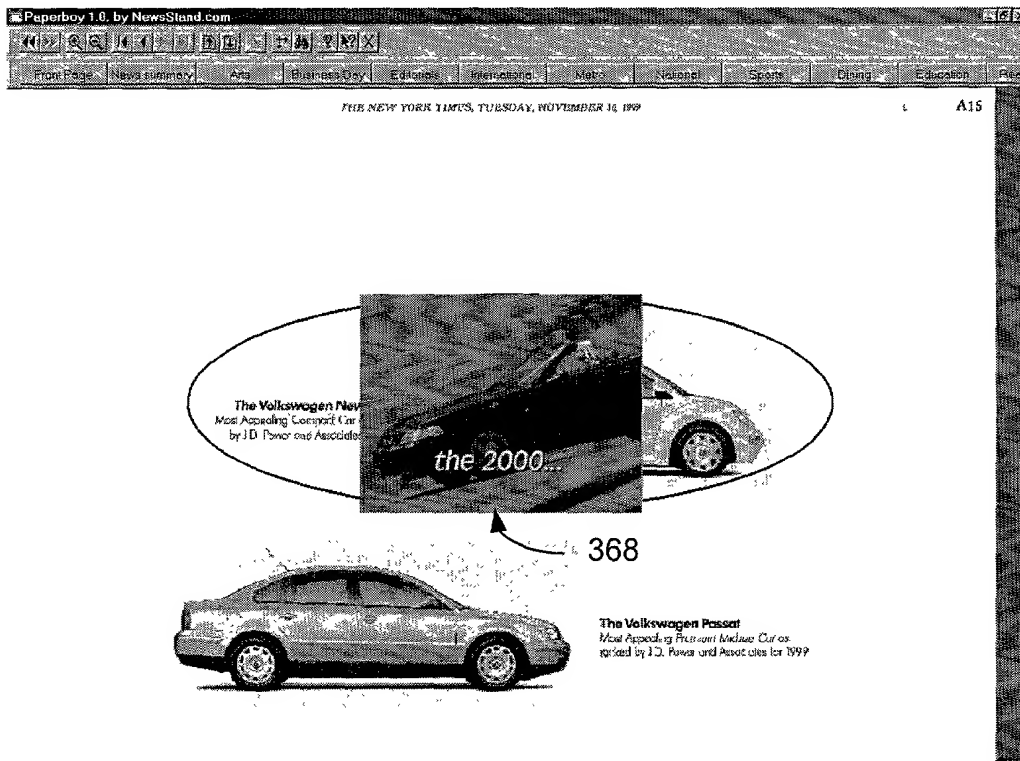 Paperboy 1.0, by NewsStand.com
Front Page News summary Arts Business Day Editorials International Metro National Sports Dining Education
THE NEW YORK TIMES, TUESDAY, NOVEMBER 16, 1999
A15
The Volkswagen New
Most Appealing Compact Car
by J.D. Power and Associates
the 2000...
368
The Volkswagen Passat
Most Appealing Premium Midsize Car as
ranked by J.D. Power and Associates for 1999